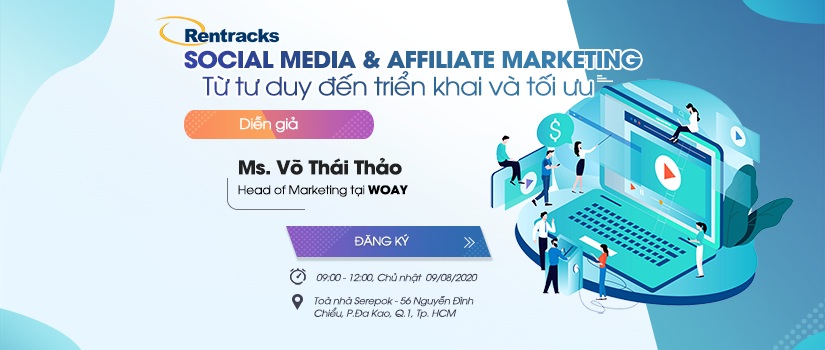 Rentracks
SOCIAL MEDIA & AFFILIATE MARKETING
Từ tư duy đến triển khai và tối ưu
Diễn giả
Ms. Võ Thái Thảo
Head of Marketing tại WOAY
ĐĂNG KÝ
09:00 - 12:00, Chủ nhật 09/08/2020
Toà nhà Serepok - 56 Nguyễn Đình
Chiểu, P.Đa Kao, Q.1, Tp. HCM
$